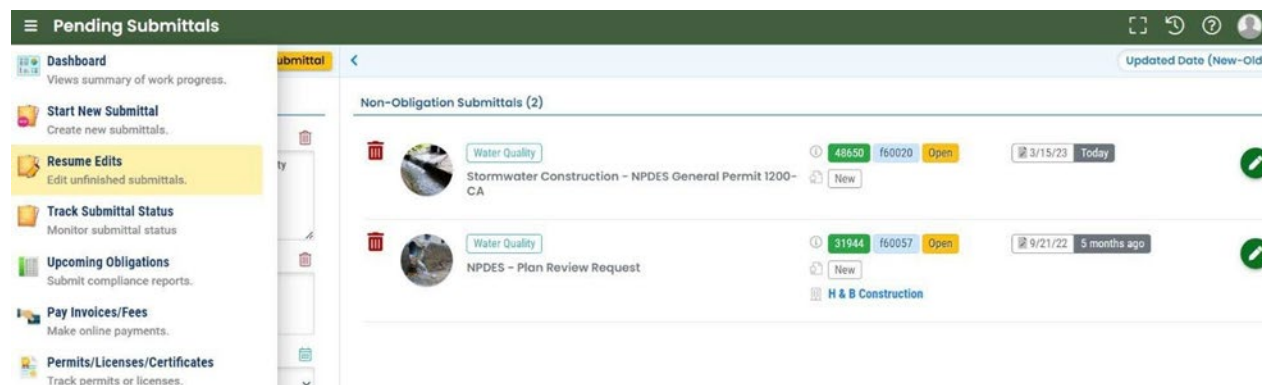 Pending Submittals
Dashboard
Views summary of work progress.
Start New Submittal
Create new submittals.
Resume Edits
Edit unfinished submittals.
Track Submittal Status
Monitor submittal status
Upcoming Obligations
Submit compliance reports.
Pay Invoices/Fees
Make online payments.
Permits/Licenses/Certificates
Track permits or licenses.
ubmittal
ty
Updated Date (New-Old
Non-Obligation Submittals (2)
Water Quality
Stormwater Construction - NPDES General Permit 1200-
CA
48650 f60020 Open
New
3/15/23 Today
Water Quality
NPDES - Plan Review Request
31944 f60057 Open
New
H & B Construction
9/21/22 5 months ago